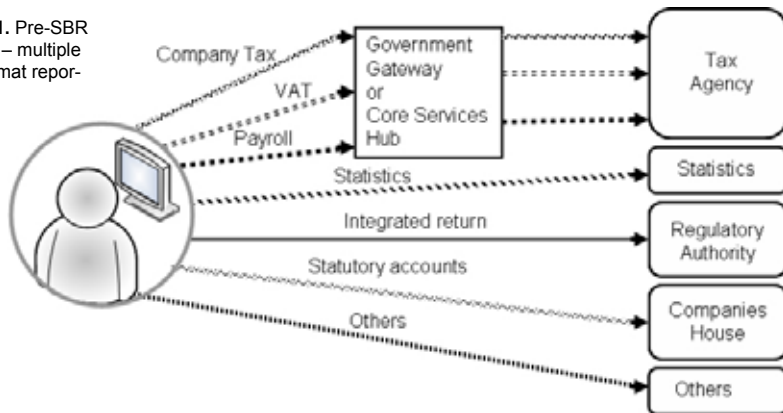 1. Pre-SBR
– multiple
mat repor-
Company Tax
VAT
Payroll
Statistics
Integrated return
Statutory accounts
Others
Government
Gateway
or
Core Services
Hub
Tax
Agency
Statistics
Regulatory
Authority
Companies
House
Others